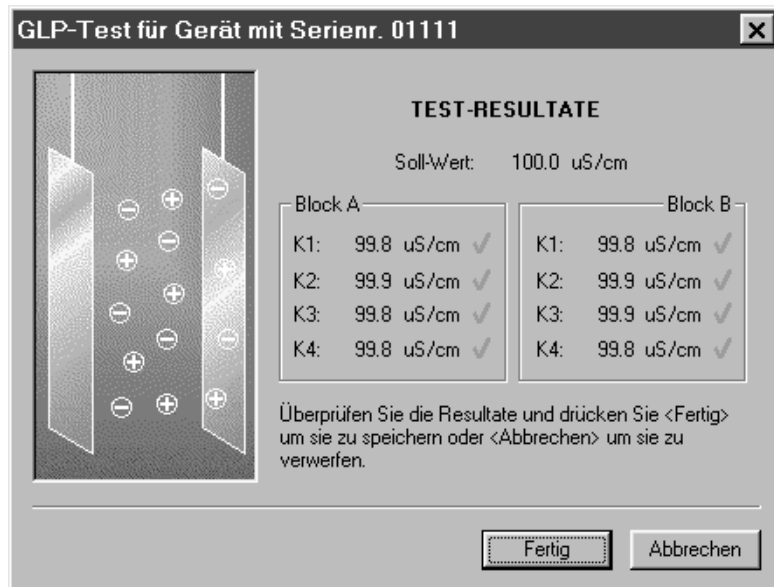 GLP-Test für Gerät mit Serienr. 01111
TEST-RESULTATE
Soll-Wert: 100.0 uS/cm
Block A
K1: 99.8 uS/cm
K2: 99.9 uS/cm
K3: 99.8 uS/cm
K4: 99.8 uS/cm
Block B
K1: 99.8 uS/cm
K2: 99.9 uS/cm
K3: 99.9 uS/cm
K4: 99.8 uS/cm
Überprüfen Sie die Resultate und drücken Sie <Fertig>
um sie zu speichern oder <Abbrechen> um sie zu
verwerfen.
Fertig
Abbrechen